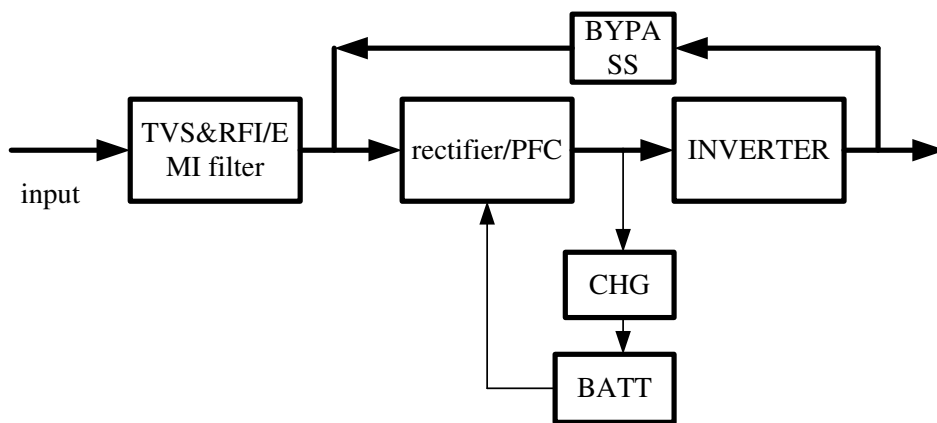 BYPA
SS
TVS&RFI/E
MI filter
rectifier/PFC
INVERTER
input
CHG
BATT